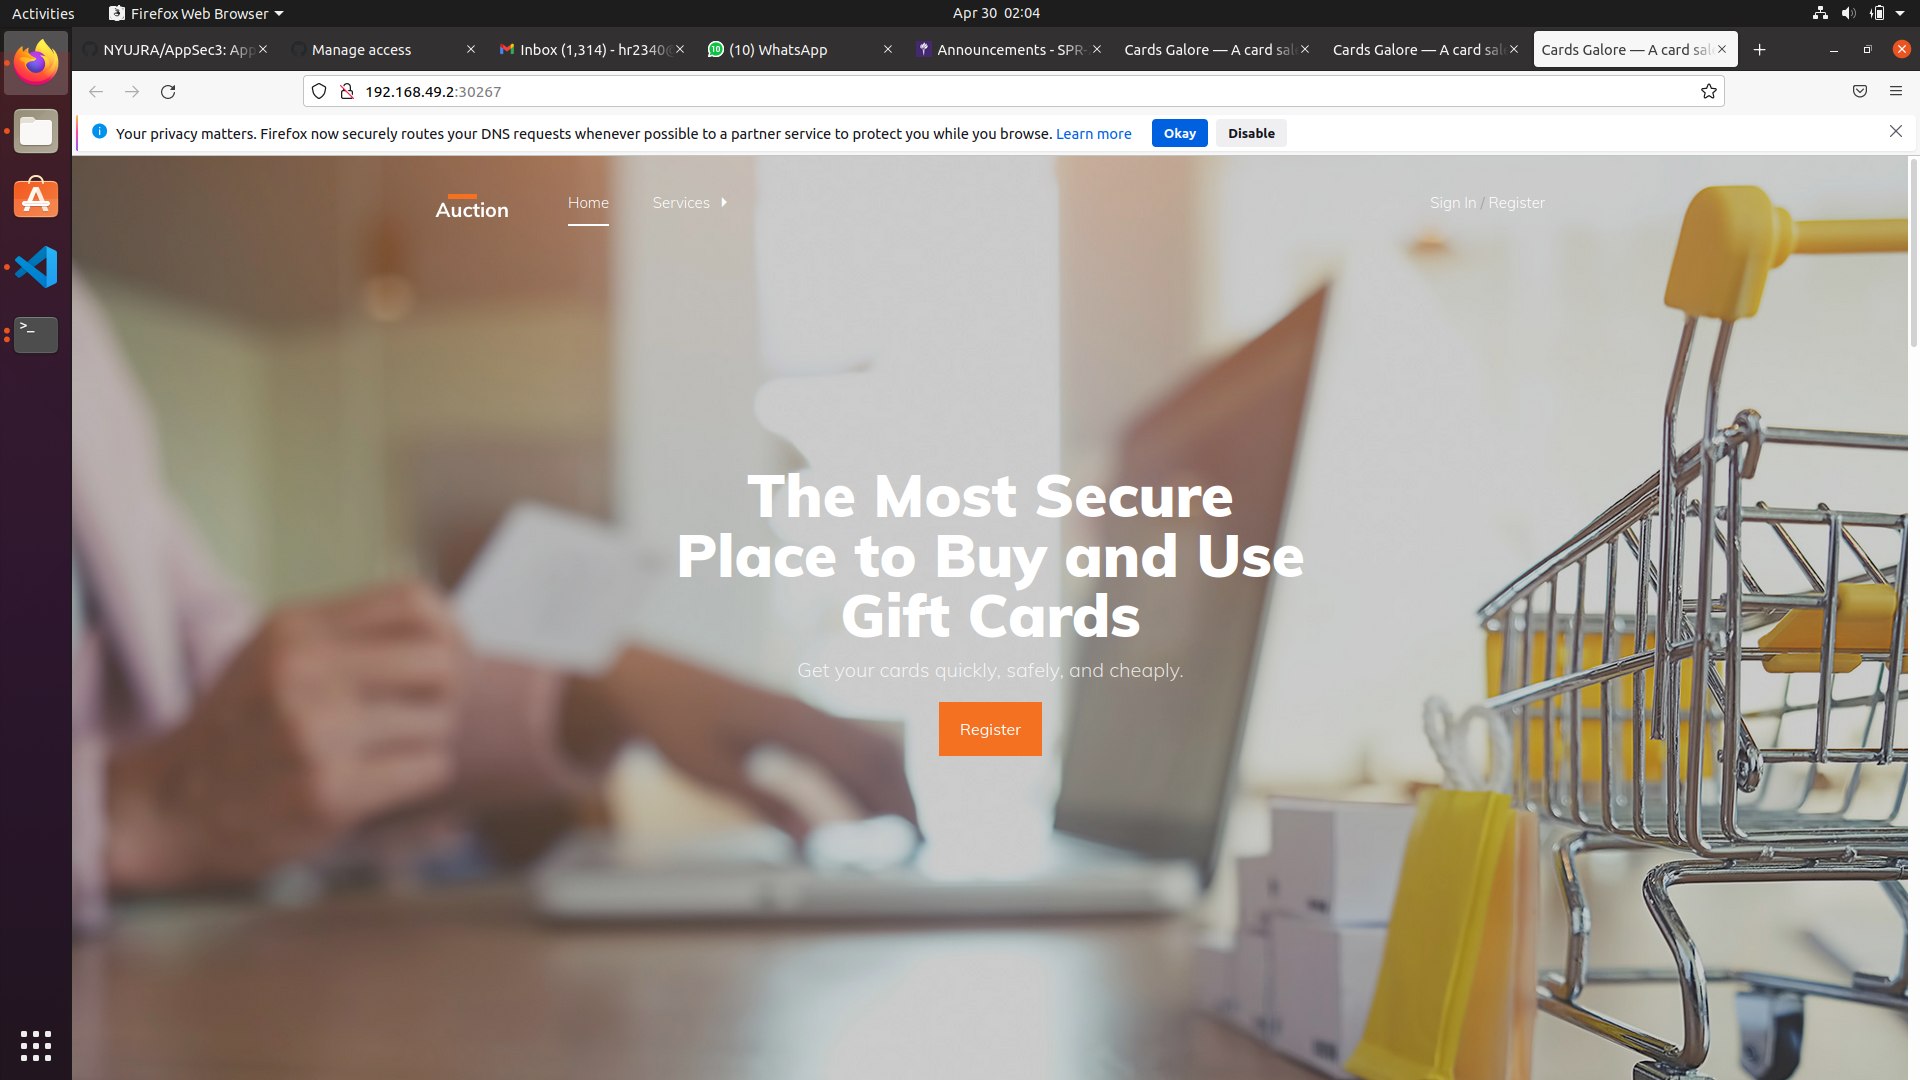 Activities
Firefox Web Browser
Apr 30 02:04
NYUJRA/AppSec3: App
Manage access
Inbox (1,314) - hr2340@
(10) WhatsApp
Announcements - SPR-
Cards Galore — A card sale
Cards Galore — A card sale
Cards Galore — A card sale
192.168.49.2:30267
Your privacy matters. Firefox now securely routes your DNS requests whenever possible to a partner service to protect you while you browse. Learn more
Okay
Disable
Auction
Home
Services
Sign In / Register
The Most Secure
Place to Buy and Use
Gift Cards
Get your cards quickly, safely, and cheaply.
Register